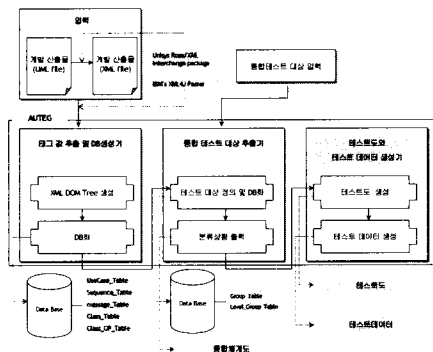 입력
개발 산출물
(UML file)
개발 산출물
(XML file)
Unisys Rose/XML
Interchange package
IBM's XML4J Parser
통합테스트 대상 입력
AUTEG
태그 값 추출 및 DB생성기
XML DOM Tree 생성
DB화
통합 테스트 대상 추출기
테스트 대상 정의 및 DB화
분류상황 출력
테스트도와
테스트 데이터 생성기
테스트도 생성
테스트 데이터 생성
Data Base
UseCase_Table
Sequence_Table
message_Table
Class_Table
Class_OP_Table
Data Base
Group Table
Level_Group Table
테스트도
테스트데이터
통합체계도